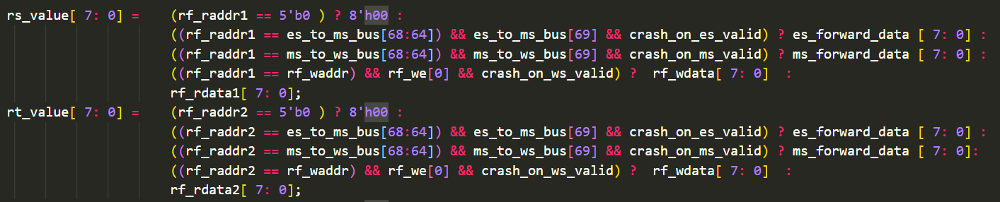 rs_value[ 7: 0] =    (rf_raddr1 == 5'b0 ) ? 8'h00 :
((rf_raddr1 == es_to_ms_bus[68:64]) && es_to_ms_bus[69] && crash_on_es_valid) ? es_forward_data [ 7: 0] :
((rf_raddr1 == ms_to_ws_bus[68:64]) && ms_to_ws_bus[69] && crash_on_ms_valid) ? ms_forward_data [ 7: 0] :
((rf_raddr1 == rf_waddr) && rf_we[0] && crash_on_ws_valid) ?  rf_wdata[ 7: 0]  :
rf_rdata1[ 7: 0];
rt_value[ 7: 0] =    (rf_raddr2 == 5'b0 ) ? 8'h00 :
((rf_raddr2 == es_to_ms_bus[68:64]) && es_to_ms_bus[69] && crash_on_es_valid) ? es_forward_data [ 7: 0] :
((rf_raddr2 == ms_to_ws_bus[68:64]) && ms_to_ws_bus[69] && crash_on_ms_valid) ? ms_forward_data [ 7: 0]:
((rf_raddr2 == rf_waddr) && rf_we[0] && crash_on_ws_valid) ?  rf_wdata[ 7: 0]  :
rf_rdata2[ 7: 0];